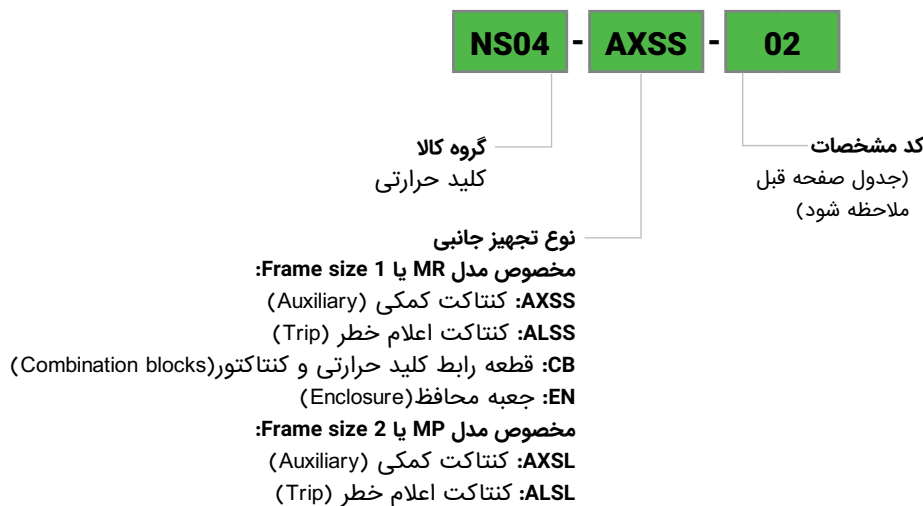 NS04 - AXSS - 02
گروه کالا
کلید حرارتی
کد مشخصات
(جدول صفحه قبل
ملاحظه شود)
نوع تجهیز جانبی
مخصوص مدل MR یا Frame size 1:
AXSS: کنتاکت کمکی (Auxiliary)
ALSS: کنتاکت اعلام خطر (Trip)
CB: قطعه رابط کلید حرارتی و کنتاکتور(Combination blocks)
EN: جعبه محافظ(Enclosure)
مخصوص مدل MP یا Frame size 2:
AXSL: کنتاکت کمکی (Auxiliary)
ALSL: کنتاکت اعلام خطر (Trip)